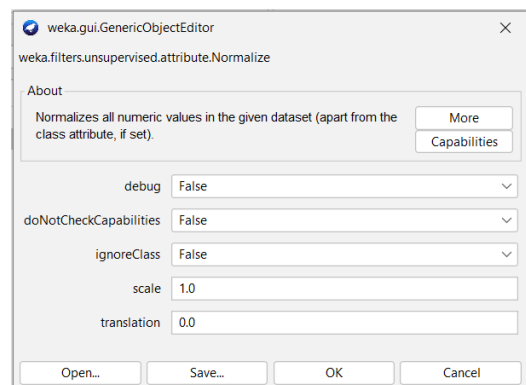 weka.gui.GenericObjectEditor
weka.filters.unsupervised.attribute.Normalize
About
Normalizes all numeric values in the given dataset (apart from the
class attribute, if set).
More
Capabilities
debug False
doNotCheckCapabilities False
ignoreClass False
scale 1.0
translation 0.0
Open... Save... OK Cancel